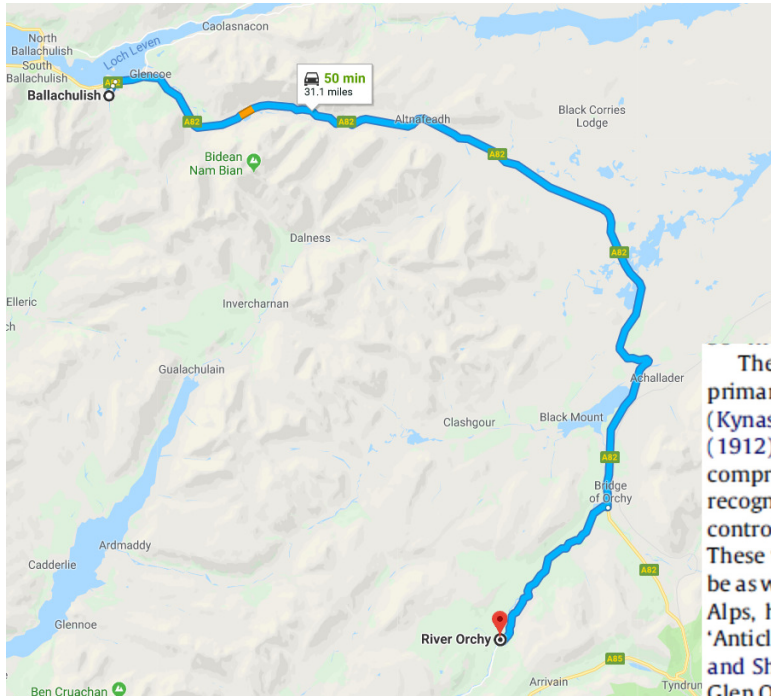 Caolasnacon
North
Ballachulish
Loch Leven
South
Ballachulish
Glencoe
A82
Ballachulish
50 min
31.1 miles
A82
A82
Altnafeadh
Black Corries
Lodge
A82
Bidean
Nam Bian
Dalness
A82
Elleric
Invercharnan
ch
Gualachulain
Achallader
Black Mount
Clashgour
A82
Bridge
of Orchy
Ardmaddy
Cadderlie
A82
Glennoe
River Orchy
A85
Arrivain
Tyndrum
Ben Cruachan
The
primar
(Kynas
(1912)
compr
recogn
contro
These
be as w
Alps, h
'Anticl
and Sh
Glen O